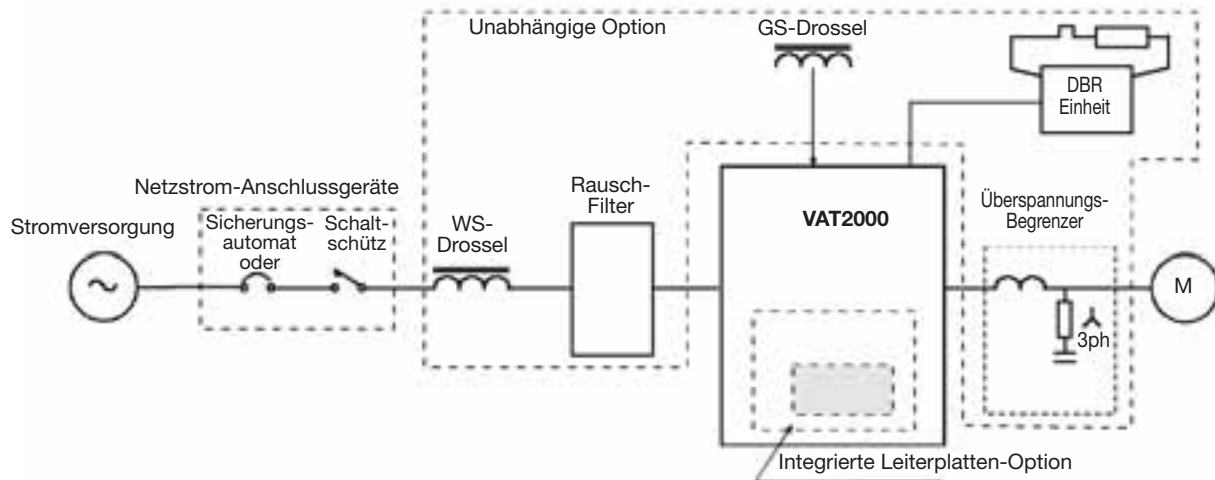 Unabhängige Option
GS-Drossel
DBR
Einheit
Netzstrom-Anschlussgeräte
Stromversorgung
Sicherungs-
automat
oder
Schalt-
schütz
WS-
Drossel
Rausch-
Filter
VAT2000
Überspannungs-
Begrenzer
M
3ph
Integrierte Leiterplatten-Option